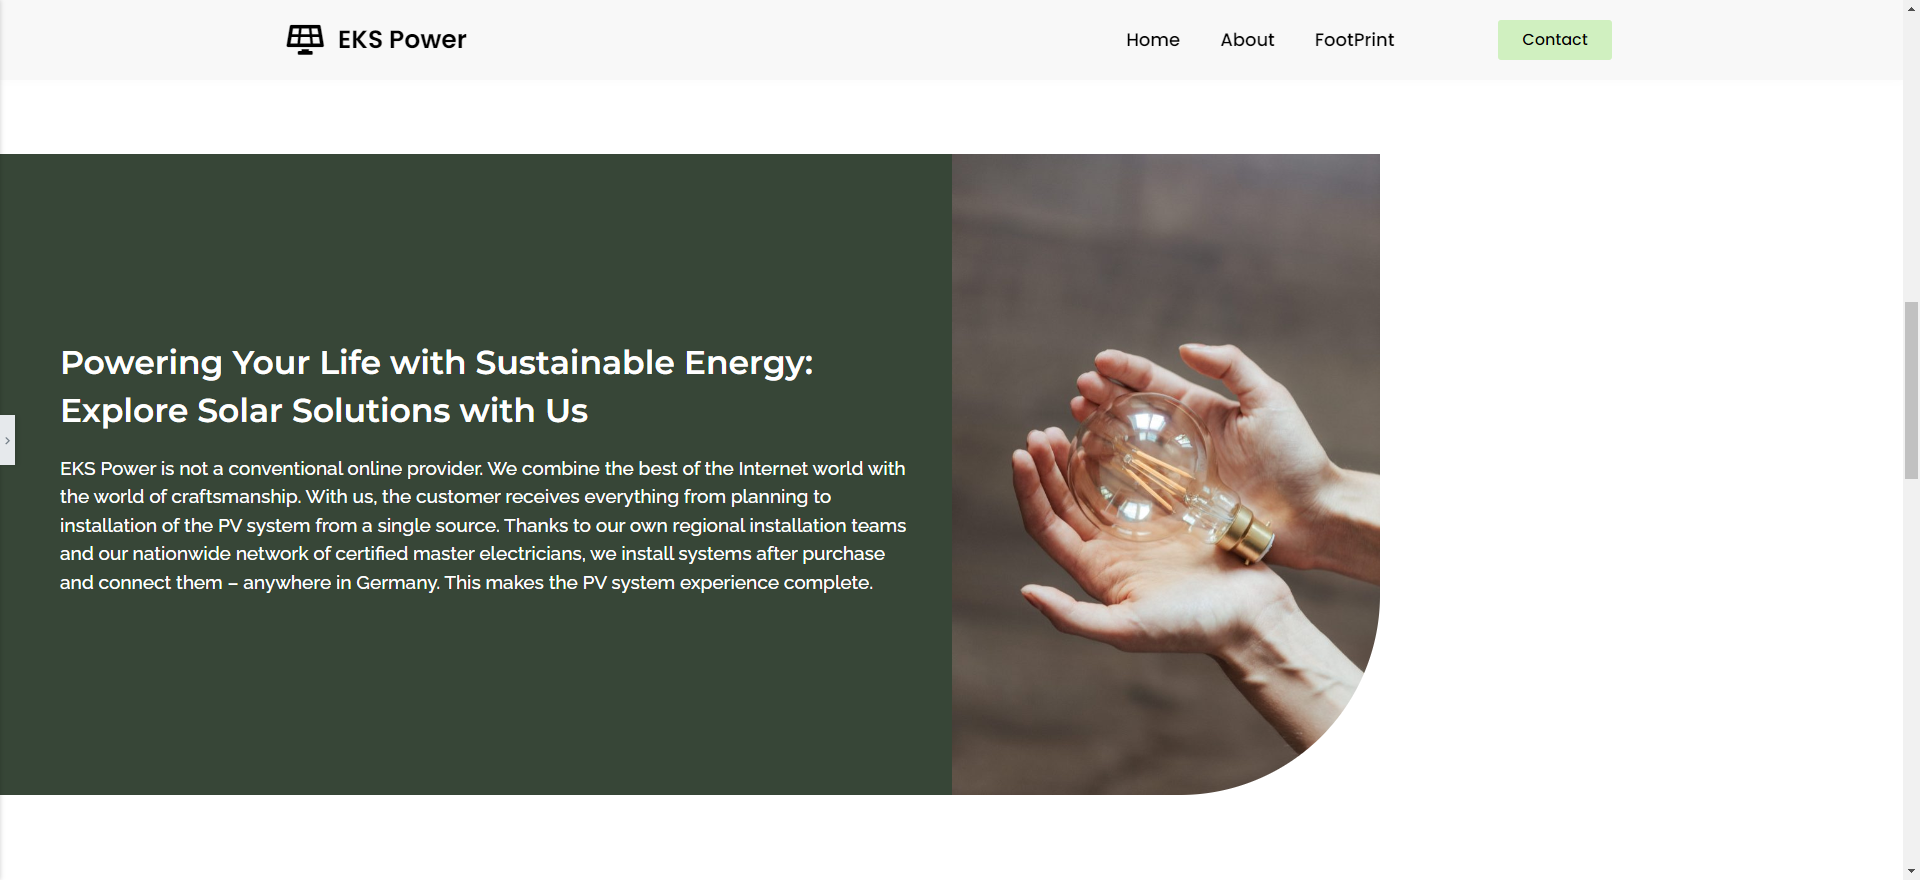 EKS Power
Home
About
FootPrint
Contact
Powering Your Life with Sustainable Energy:
Explore Solar Solutions with Us
EKS Power is not a conventional online provider. We combine the best of the Internet world with
the world of craftsmanship. With us, the customer receives everything from planning to
installation of the PV system from a single source. Thanks to our own regional installation teams
and our nationwide network of certified master electricians, we install systems after purchase
and connect them – anywhere in Germany. This makes the PV system experience complete.